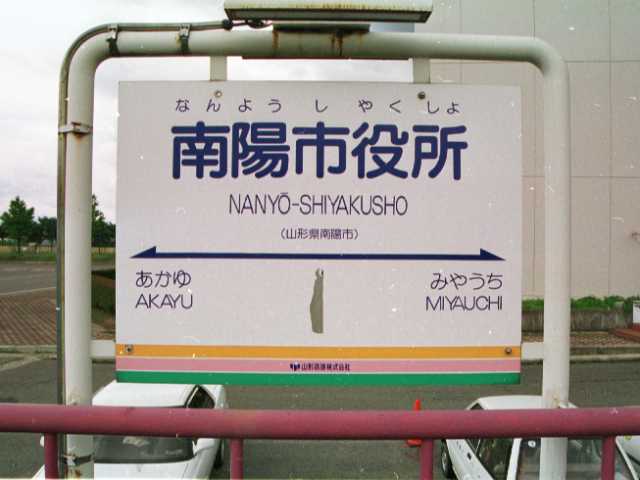 なんようしやくしょ
南陽市役所
NANYŌ-SHIYAKUSHO
(山形県南陽市)
あかゆ みやうち
AKAYU MIYAUCHI
山形鉄道株式会社